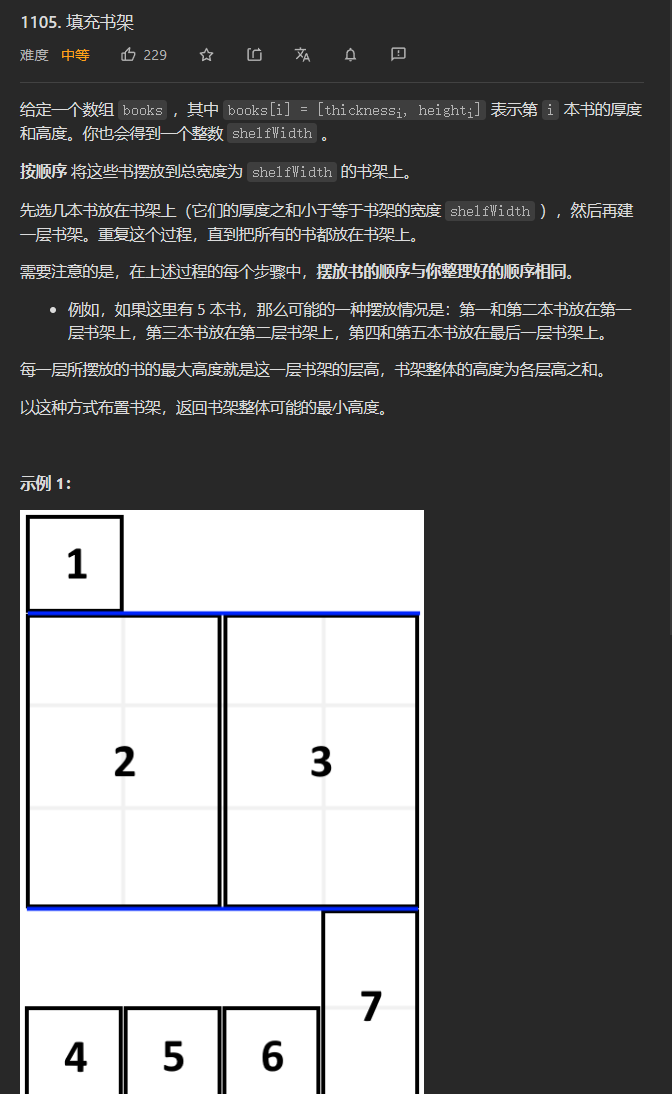 1105. 填充书架
难度 中等 229
给定一个数组 books ，其中 books[i] = [thicknessᵢ, heightᵢ] 表示第 i 本书的厚度
和高度。你也会得到一个整数 shelfWidth 。
按顺序 将这些书摆放到总宽度为 shelfWidth 的书架上。
先选几本书放在书架上（它们的厚度之和小于等于书架的宽度 shelfWidth ），然后再建
一层书架。重复这个过程，直到把所有的书都放在书架上。
需要注意的是，在上述过程的每个步骤中，摆放书的顺序与你整理好的顺序相同。
• 例如，如果这里有 5 本书，那么可能的一种摆放情况是：第一和第二本书放在第一
层书架上，第三本书放在第二层书架上，第四和第五本书放在最后一层书架上。
每一层所摆放的书的最大高度就是这一层书架的层高，书架整体的高度为各层高之和。
以这种方式布置书架，返回书架整体可能的最小高度。
示例 1：
1
2 3
7
4 5 6